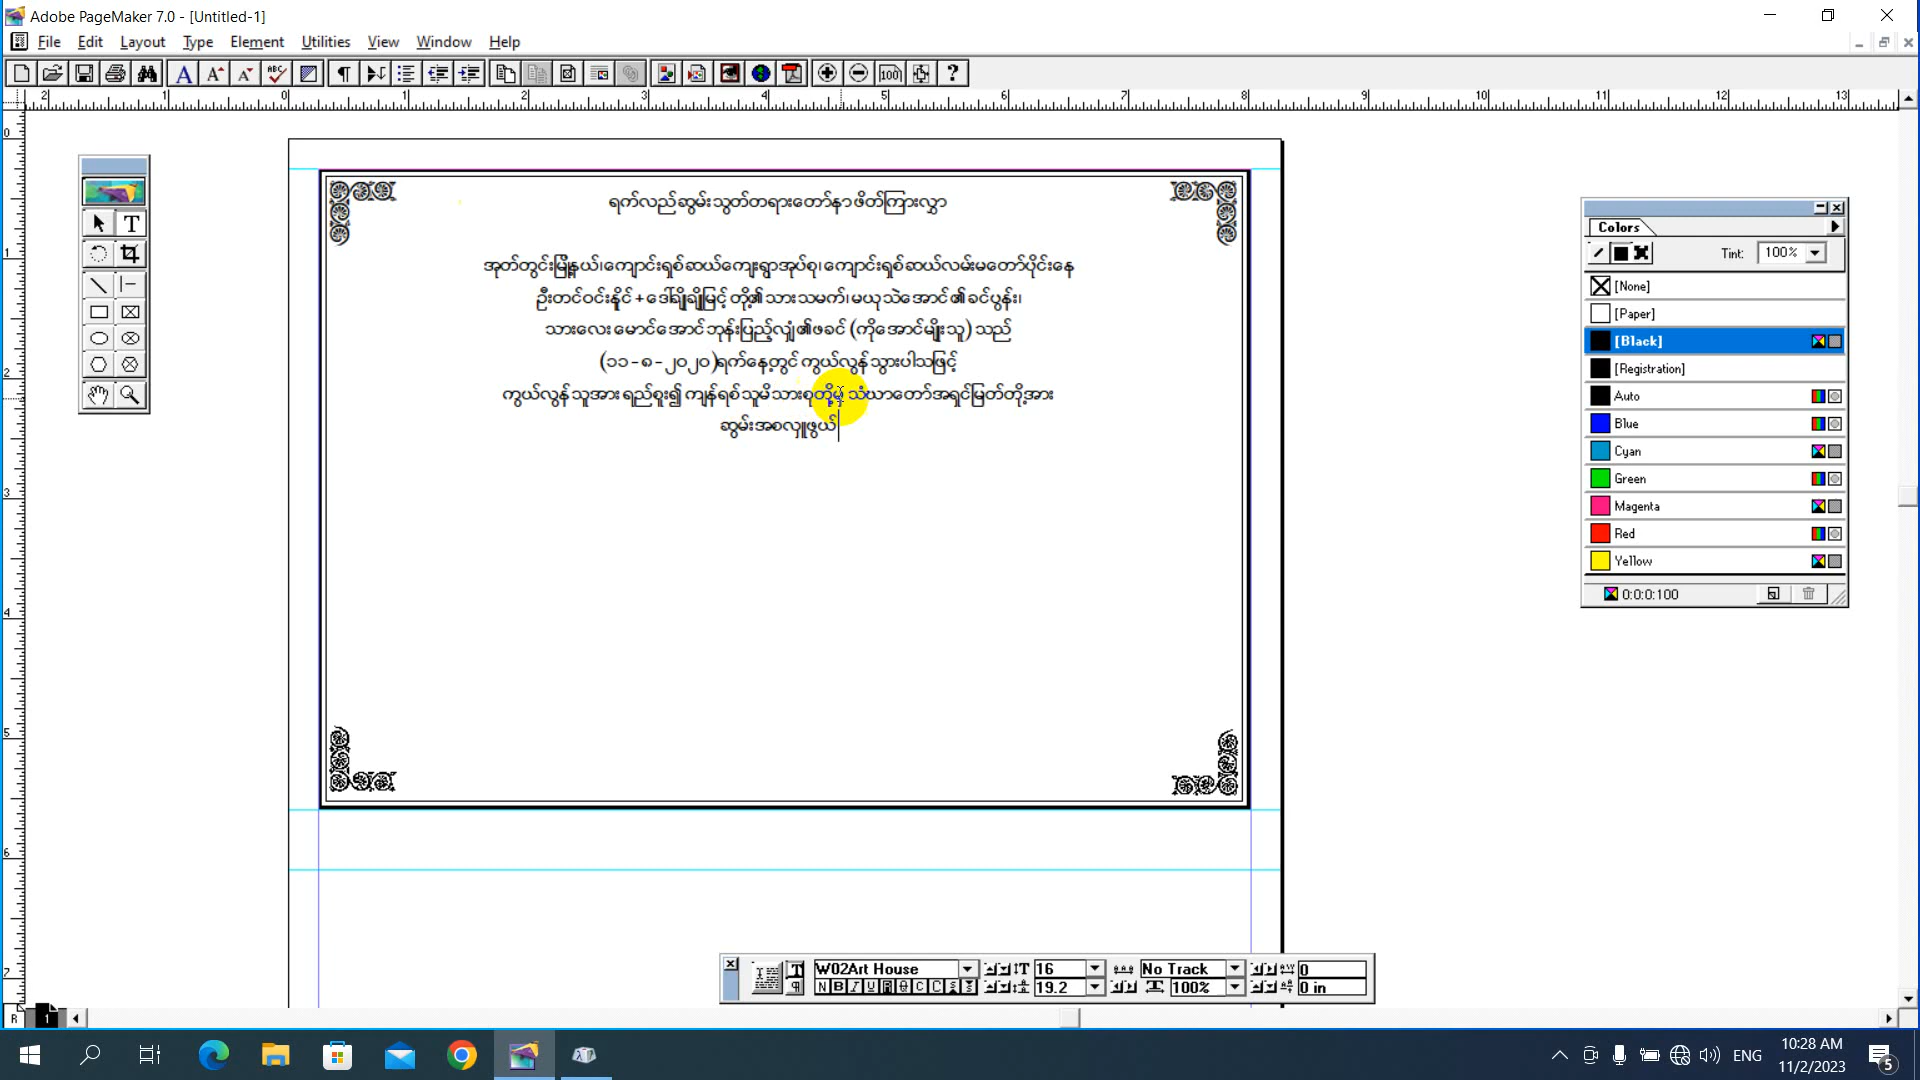 Adobe PageMaker 7.0 - [Untitled-1]
File Edit Layout Type Element Utilities View Window Help
ရက်လည်ဆွမ်းသွတ်တရားတော်နာ ဖိတ်ကြားလွှာ
အုတ်တွင်းမြို့နယ်၊ကျောင်းရှစ်ဆယ်ကျေးရွာအုပ်စု၊ကျောင်းရှစ်ဆယ်လမ်းမတော်ပိုင်းနေ
ဦးတင်ဝင်းနိုင် + ဒေါ်ချိုချိုမြင့် တို့၏သားသမက်၊ မယုသဲအောင်၏ခင်ပွန်း၊
သားလေး မောင်အောင်ဘုန်းပြည့်လျှံ၏ဖခင် (ကိုအောင်မျိုးသူ) သည်
(၁၁ - ၈ - ၂၀၂၀)ရက်နေ့တွင် ကွယ်လွန်သွားပါသဖြင့်
ကွယ်လွန်သူအား ရည်စူး၍ ကျန်ရစ်သူမိသားစုတို့မှ သံဃာတော်အရှင်မြတ်တို့အား
ဆွမ်းအစလှူဖွယ်
Colors
Tint: 100%
[None]
[Paper]
[Black]
[Registration]
Auto
Blue
Cyan
Green
Magenta
Red
Yellow
0:0:0:100
W02Art House 16 No Track 0
19.2 100% 0 in
R 1
ENG
10:28 AM
11/2/2023
5